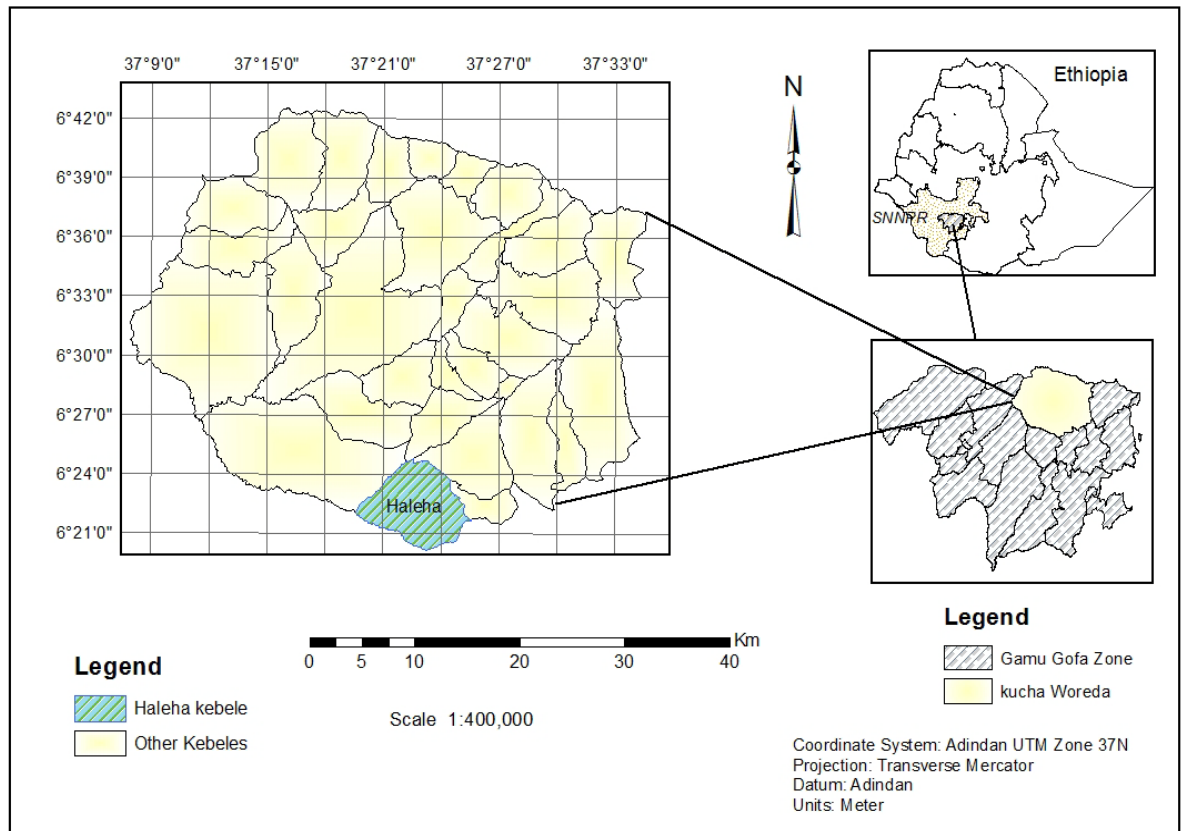 37°9'0" 37°15'0" 37°21'0" 37°27'0" 37°33'0"
6°42'0"
6°39'0"
6°36'0"
6°33'0"
6°30'0"
6°27'0"
6°24'0"
6°21'0"
Haleha
N
Ethiopia
SNNPR
Km
0 5 10 20 30 40
Scale 1:400,000
Legend
Haleha kebele
Other Kebeles
Legend
Gamu Gofa Zone
kucha Woreda
Coordinate System: Adindan UTM Zone 37N
Projection: Transverse Mercator
Datum: Adindan
Units: Meter